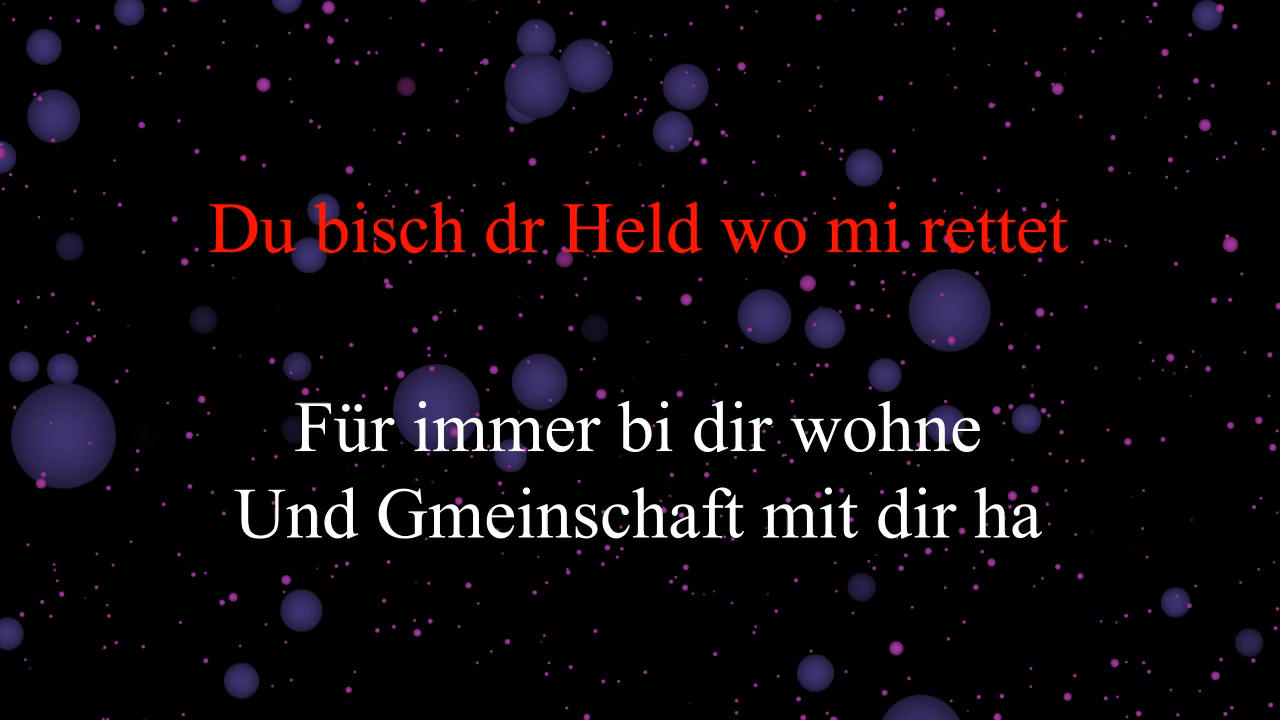 Du bisch dr Held wo mi rettet
Für immer bi dir wohne
Und Gmeinschaft mit dir ha